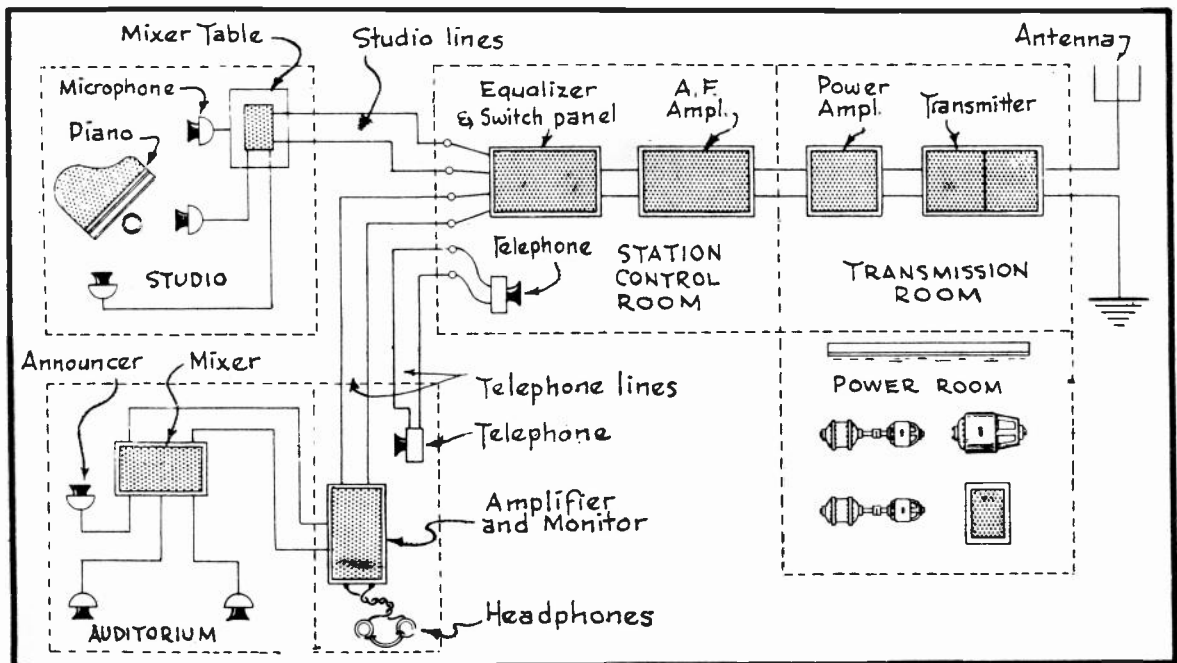 Mixer Table
Studio lines
Antenna
Microphone
Piano
STUDIO
Equalizer
& Switch panel
A.F.
Ampl.
Power
Ampl.
Transmitter
Telephone
STATION
CONTROL
ROOM
TRANSMISSION
ROOM
Announcer
Mixer
Telephone lines
Telephone
Amplifier
and Monitor
Headphones
AUDITORIUM
POWER ROOM